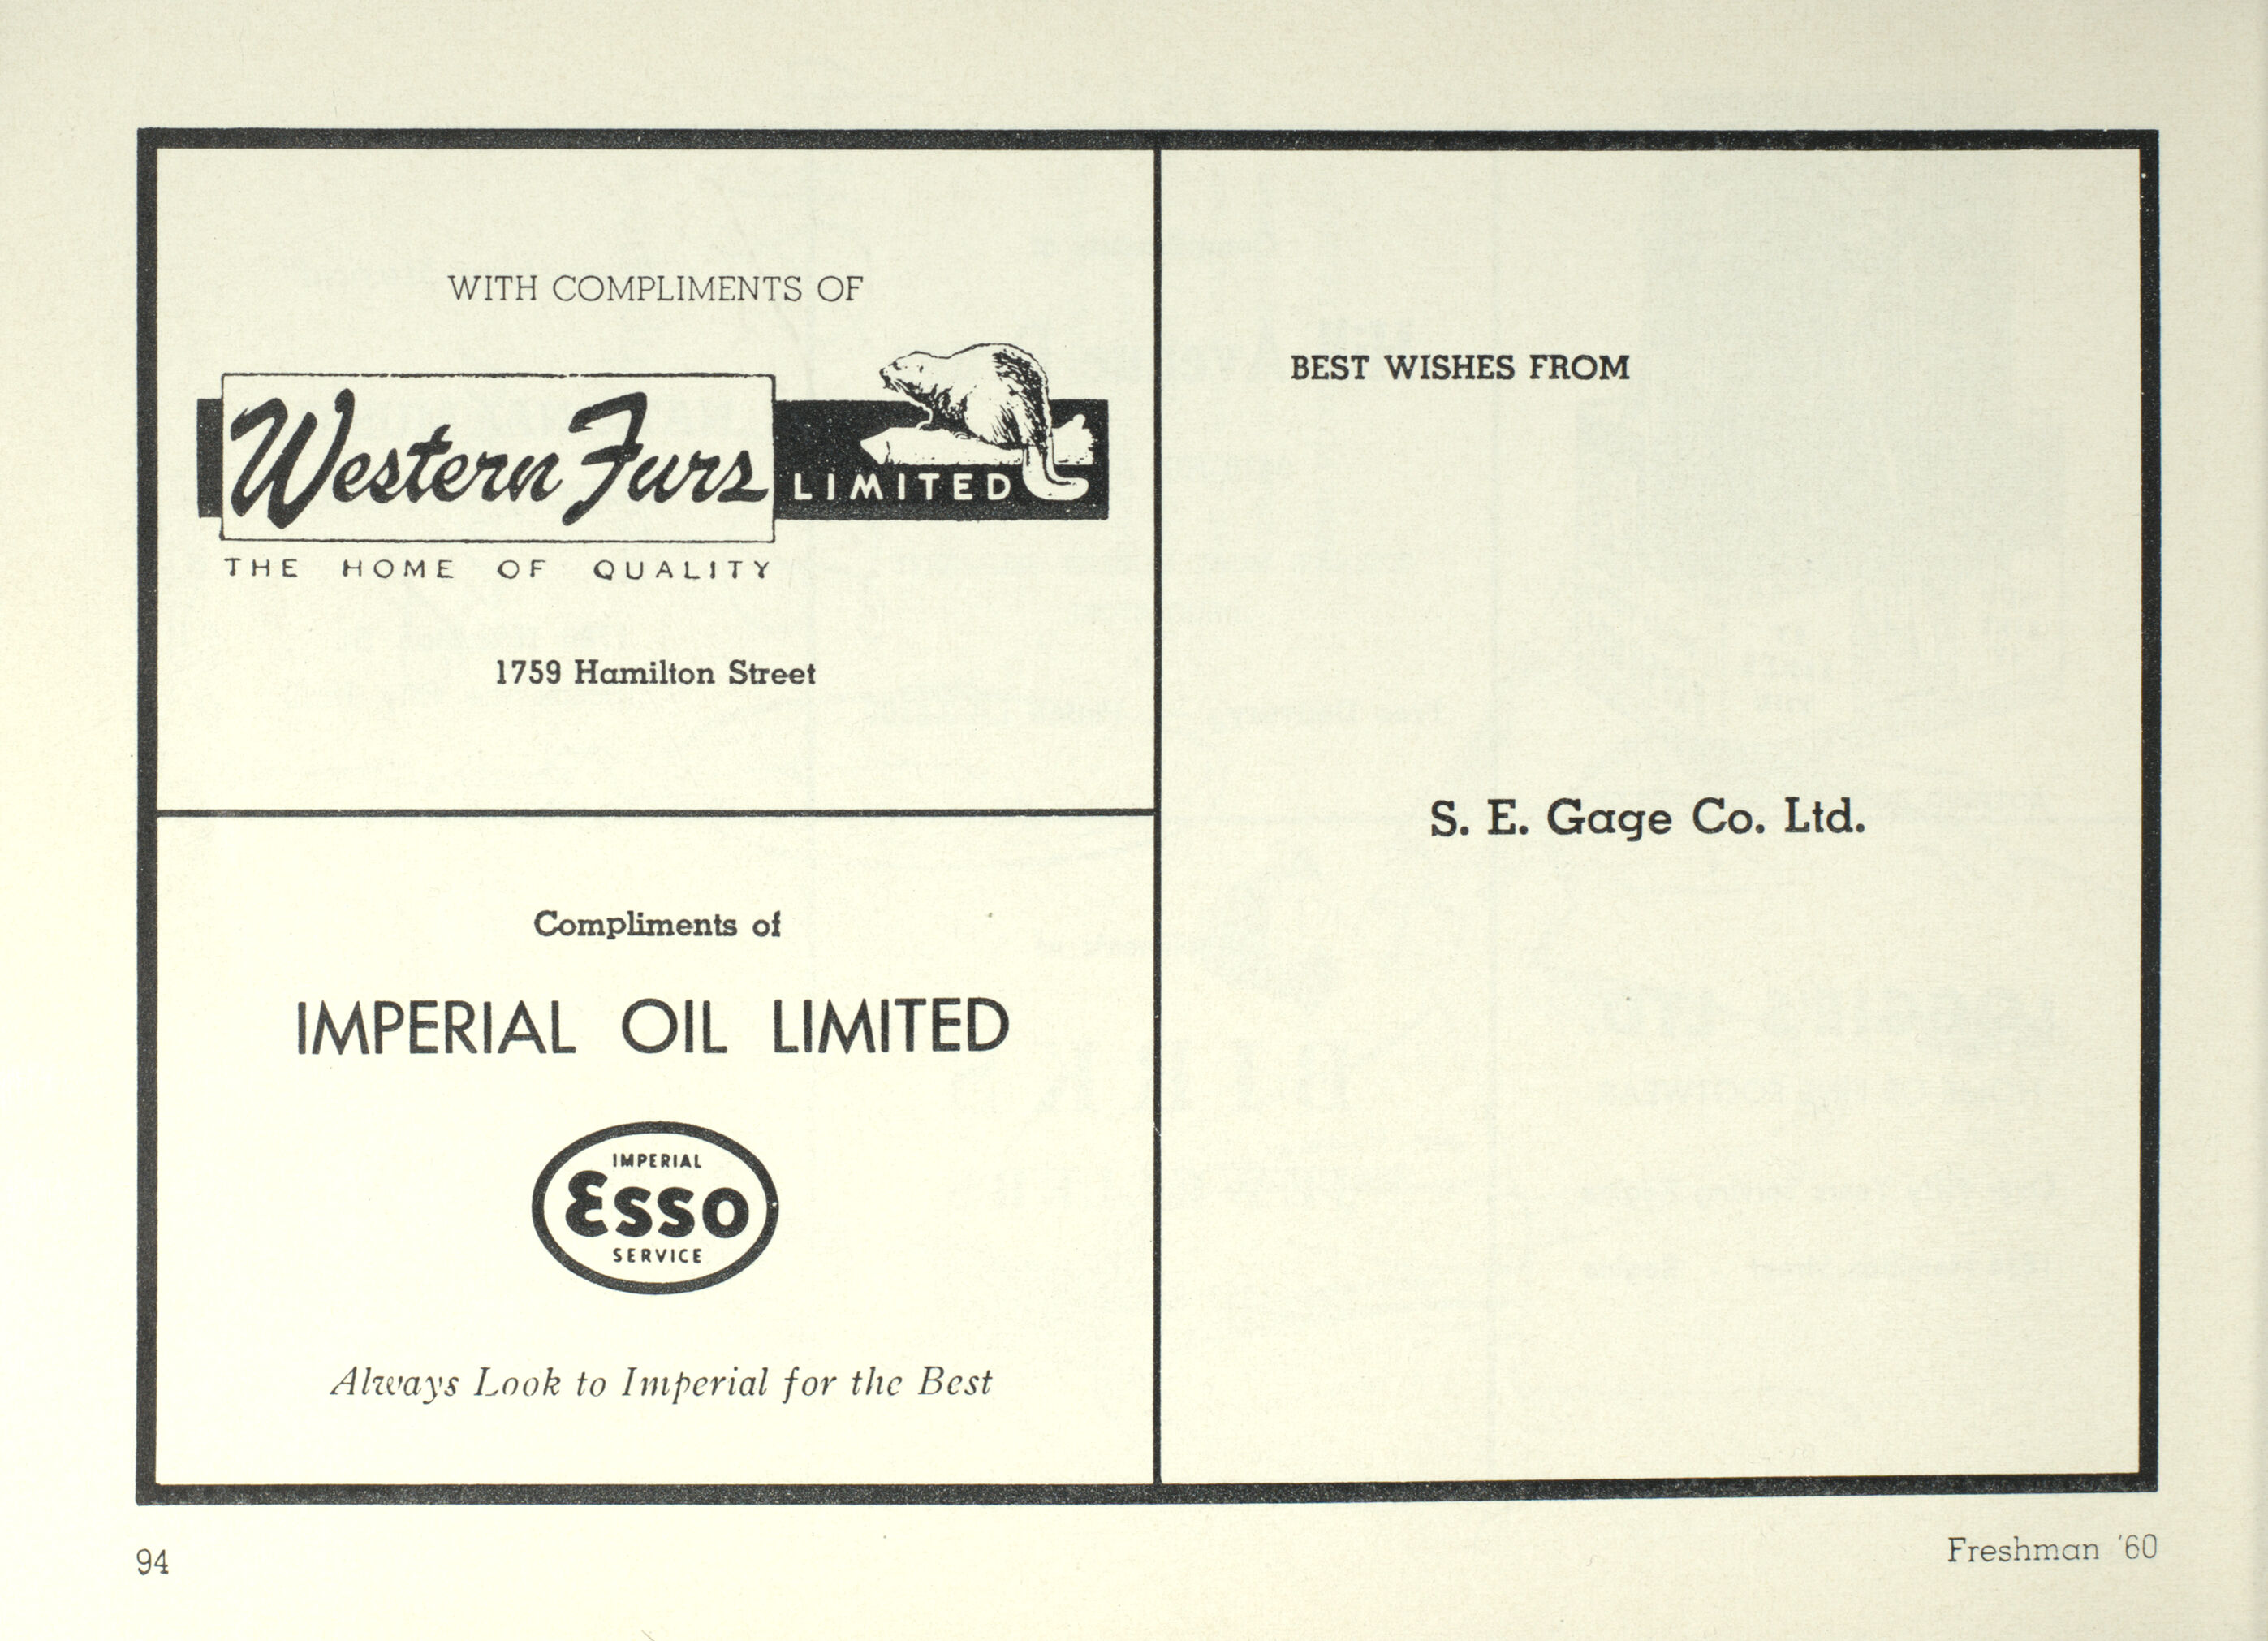 WITH COMPLIMENTS OF
Western Furs LIMITED
THE HOME OF QUALITY
1759 Hamilton Street
Compliments of
IMPERIAL OIL LIMITED
IMPERIAL
Esso
SERVICE
Always Look to Imperial for the Best
BEST WISHES FROM
S. E. Gage Co. Ltd.
94
Freshman '60